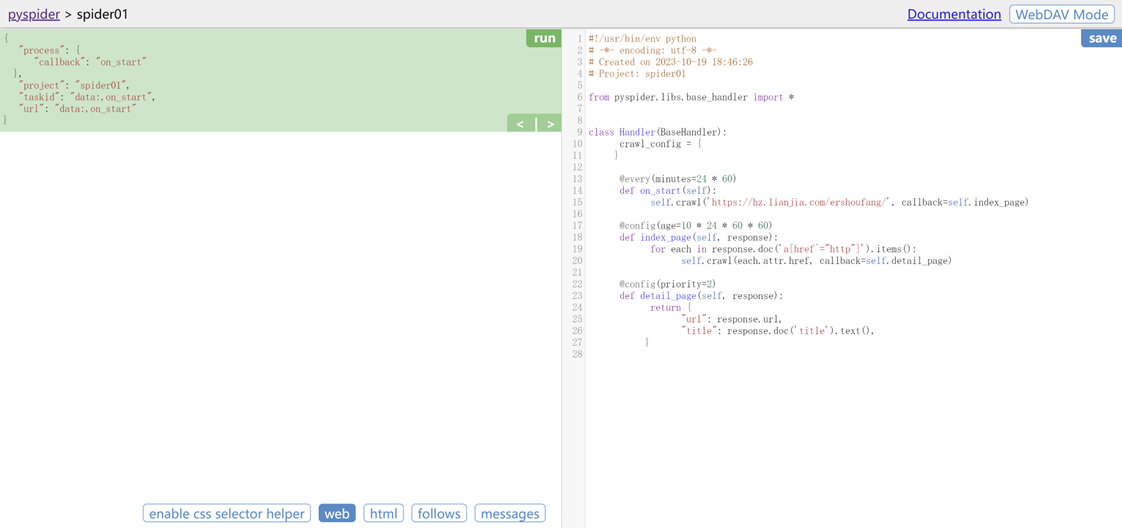 pyspider > spider01
Documentation WebDAV Mode
{
"process": {
"callback": "on_start"
},
"project": "spider01",
"taskid": "data:,on_start",
"url": "data:,on_start"
}
run
< | >
enable css selector helper web html follows messages
save
1 #!/usr/bin/env python
2 # -*- encoding: utf-8 -*-
3 # Created on 2023-10-19 18:46:26
4 # Project: spider01
5
6 from pyspider.libs.base_handler import *
7
8
9 class Handler(BaseHandler):
10 crawl_config = {
11 }
12
13 @every(minutes=24 * 60)
14 def on_start(self):
15 self.crawl('https://hz.lianjia.com/ershoufang/', callback=self.index_page)
16
17 @config(age=10 * 24 * 60 * 60)
18 def index_page(self, response):
19 for each in response.doc('a[href^="http"]').items():
20 self.crawl(each.attr.href, callback=self.detail_page)
21
22 @config(priority=2)
23 def detail_page(self, response):
24 return {
25 "url": response.url,
26 "title": response.doc('title').text(),
27 }
28